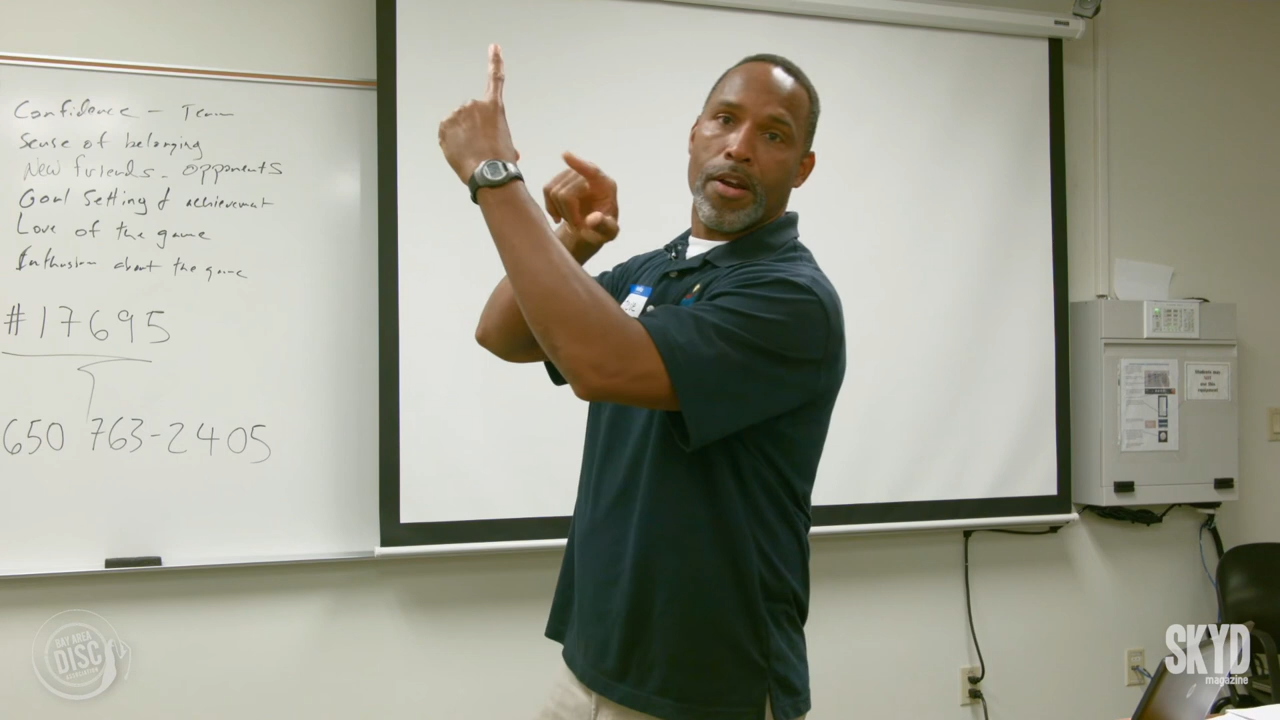 Confidence - Team
Sense of belonging
New friends - opponents
Goal Setting & achievement
Love of the game
about the game
#17695
650 763-2405
BAY AREA
DISC
ASSOCIATION
SKYD
magazine